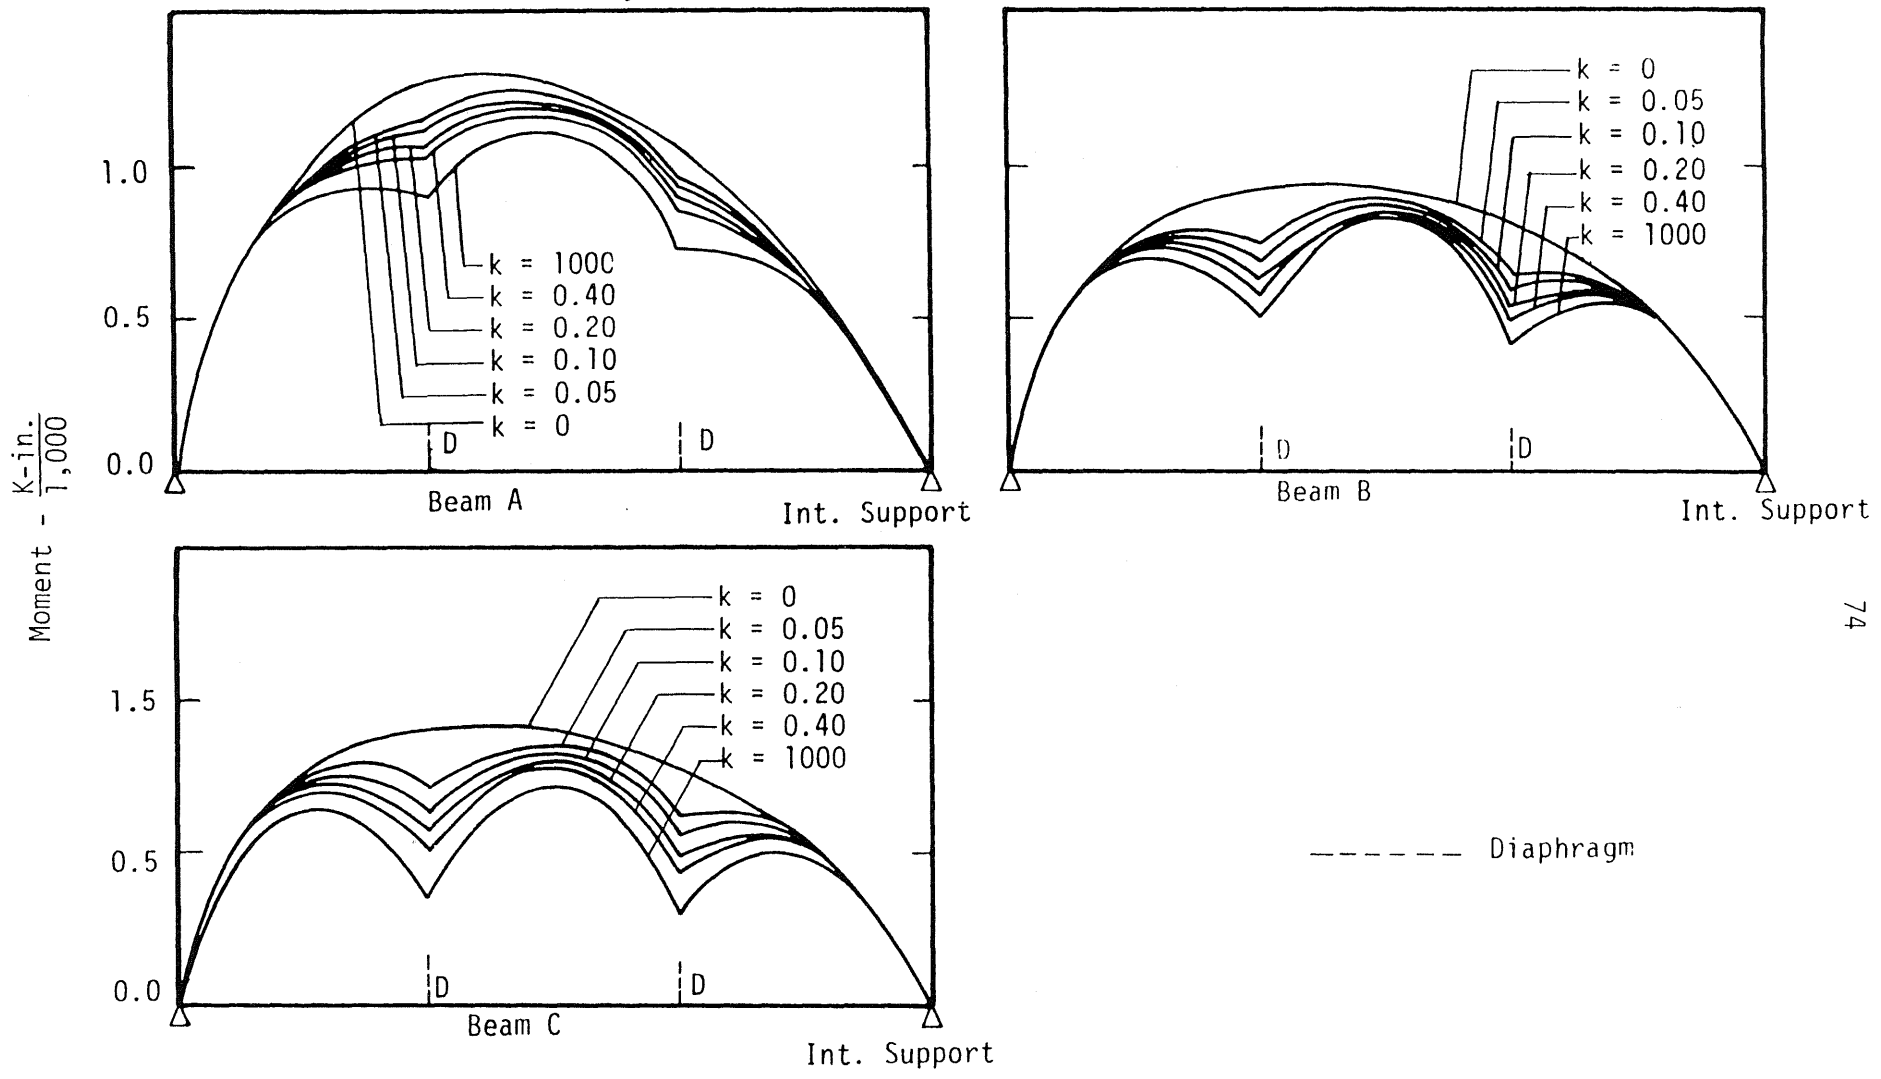 1.0
0.5
0.0
k = 100C
k = 0.40
k = 0.20
k = 0.10
k = 0.05
k = 0
D
D
Beam A
Int. Support
k = 0
k = 0.05
k = 0.10
k = 0.20
k = 0.40
k = 1000
D
D
Beam B
Int. Support
Moment - K-in.
1,000
1.5
0.5
0.0
k = 0
k = 0.05
k = 0.10
k = 0.20
k = 0.40
k = 1000
D
D
Beam C
Int. Support
------ Diaphragm
74